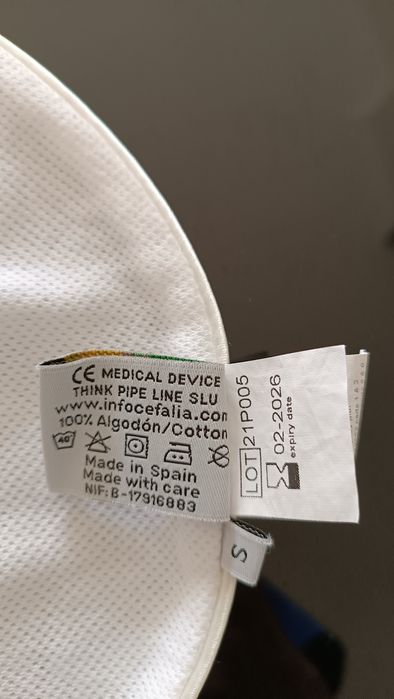 CE MEDICAL DEVICE
THINK PIPE LINE SLU
www.infocefalia.com
100% Algodón/Cotton
40°
Made in Spain
Made with care
NIF:B-17916883
LOT 21P005
02-2026
expiry date
S